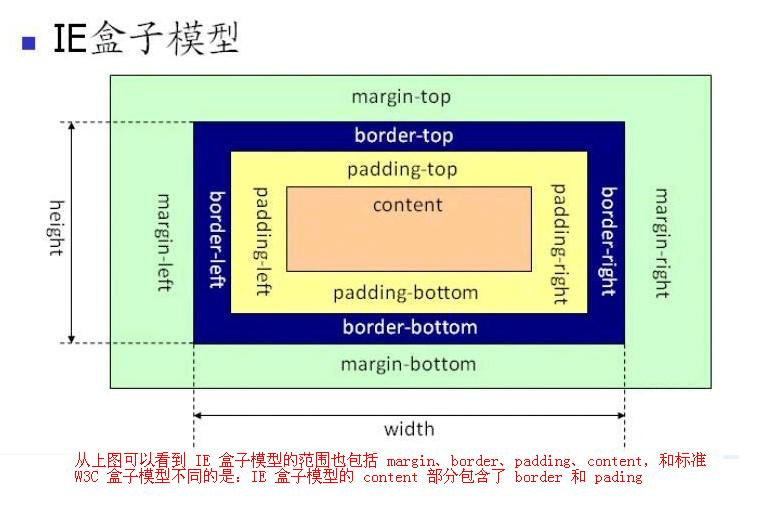 IE盒子模型
margin-top
border-top
padding-top
content
height
margin-left
border-left
padding-left
padding-right
border-right
margin-right
padding-bottom
border-bottom
margin-bottom
width
从上图可以看到 IE 盒子模型的范围也包括 margin、border、padding、content，和标准
W3C 盒子模型不同的是：IE 盒子模型的 content 部分包含了 border 和 pading